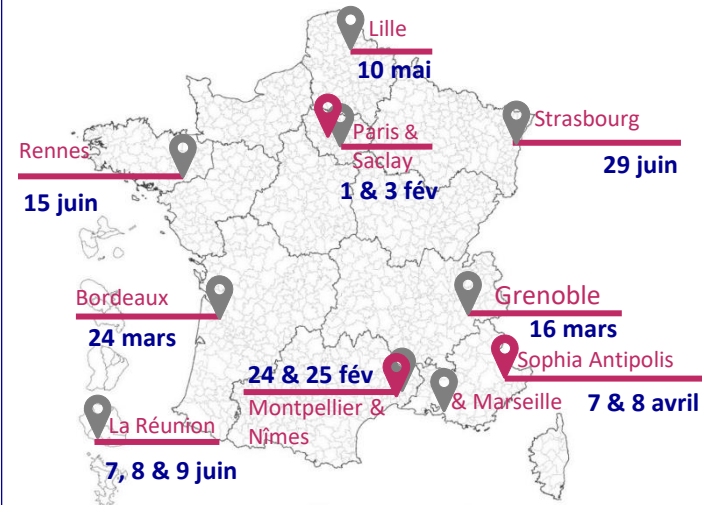 Lille
10 mai
Paris &
Saclay
1 & 3 fév
Strasbourg
29 juin
Rennes
15 juin
Bordeaux
24 mars
Grenoble
16 mars
24 & 25 fév
Montpellier &
Nîmes
Sophia Antipolis
& Marseille
7 & 8 avril
La Réunion
7, 8 & 9 juin